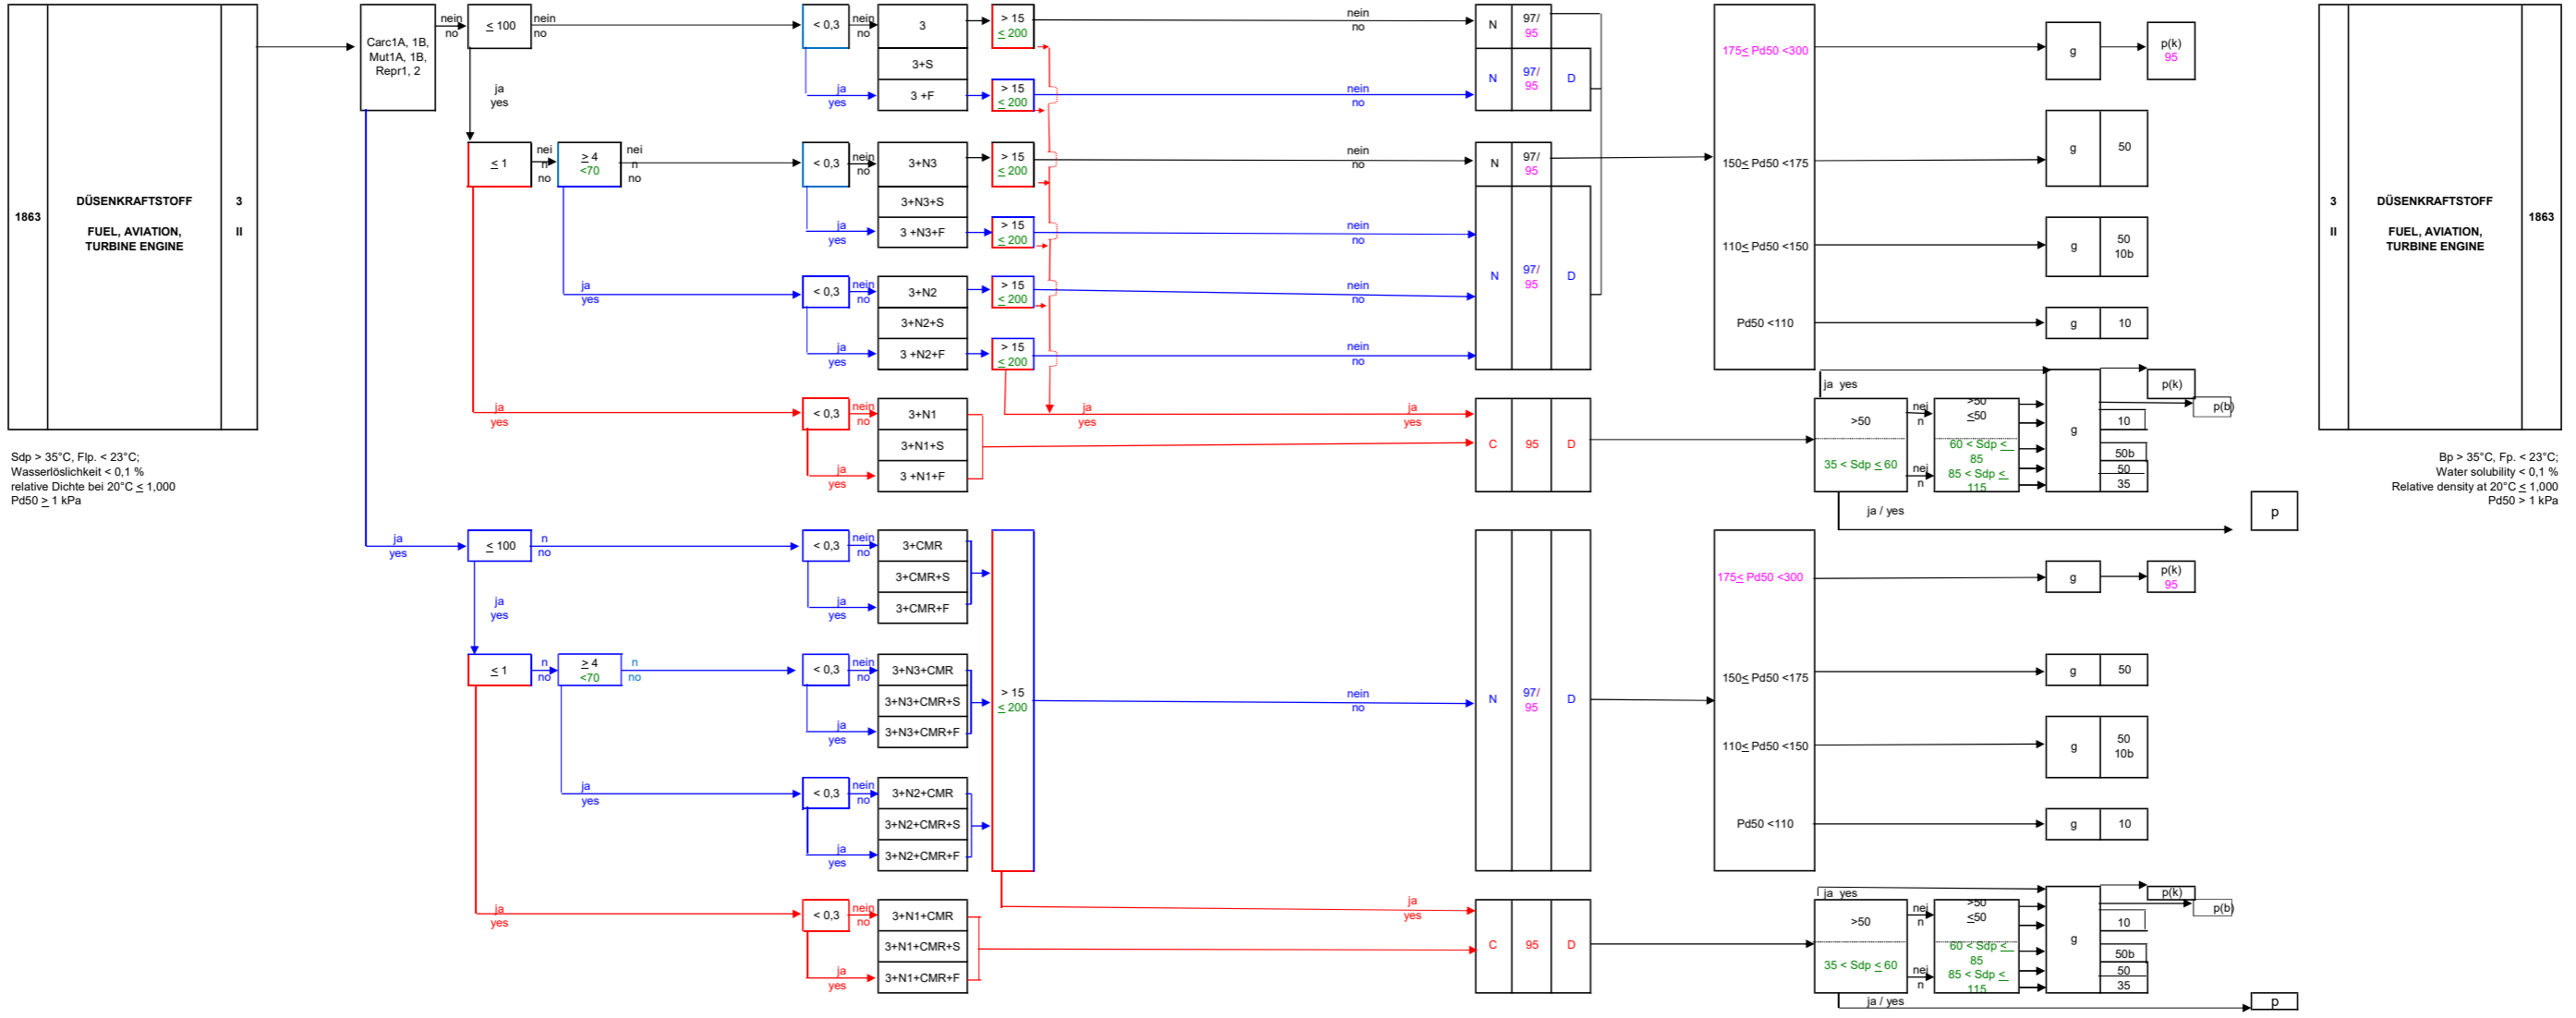 1863
DÜSENKRAFTSTOFF
FUEL, AVIATION,
TURBINE ENGINE
3
II
Sdp > 35°C, Flp. < 23°C;
Wasserlöslichkeit < 0,1 %
relative Dichte bei 20°C ≤ 1,000
Pd50 ≥ 1 kPa
Carc1A, 1B,
Mut1A, 1B,
Repr1, 2
nein
no
≤ 100
nein
no
< 0,3
nein
no
3
> 15
≤ 200
nein
no
N
97/
95
3+S
ja
yes
ja
yes
3 +F
> 15
≤ 200
nein
no
N
97/
95
D
≤ 1
nei
n
no
≥ 4
<70
nei
n
no
< 0,3
nein
no
3+N3
> 15
≤ 200
nein
no
N
97/
95
3+N3+S
ja
yes
3 +N3+F
> 15
≤ 200
nein
no
ja
yes
< 0,3
nein
no
3+N2
> 15
≤ 200
nein
no
N
97/
95
D
3+N2+S
ja
yes
3 +N2+F
> 15
≤ 200
nein
no
ja
yes
< 0,3
nein
no
3+N1
ja
yes
ja
yes
3+N1+S
C
95
D
ja
yes
3 +N1+F
175≤ Pd50 <300
g
p(k)
95
150≤ Pd50 <175
g
50
110≤ Pd50 <150
g
50
10b
Pd50 <110
g
10
ja yes
>50
35 < Sdp ≤ 60
nei
n
nei
n
>50
≤50
60 < Sdp ≤
85
85 < Sdp ≤
115
g
p(k)
p(b)
10
50b
50
35
ja / yes
p
3
II
DÜSENKRAFTSTOFF
FUEL, AVIATION,
TURBINE ENGINE
1863
Bp > 35°C, Fp. < 23°C;
Water solubility < 0,1 %
Relative density at 20°C ≤ 1,000
Pd50 > 1 kPa
ja
yes
≤ 100
n
no
< 0,3
nein
no
3+CMR
3+CMR+S
ja
yes
ja
yes
3+CMR+F
≤ 1
n
no
≥ 4
<70
n
no
< 0,3
nein
no
3+N3+CMR
3+N3+CMR+S
ja
yes
3+N3+CMR+F
> 15
≤ 200
nein
no
N
97/
95
D
ja
yes
< 0,3
nein
no
3+N2+CMR
3+N2+CMR+S
ja
yes
3+N2+CMR+F
ja
yes
< 0,3
nein
no
3+N1+CMR
ja
yes
3+N1+CMR+S
C
95
D
ja
yes
3+N1+CMR+F
175≤ Pd50 <300
g
p(k)
95
150≤ Pd50 <175
g
50
110≤ Pd50 <150
g
50
10b
Pd50 <110
g
10
ja yes
>50
35 < Sdp ≤ 60
nei
n
nei
n
>50
≤50
60 < Sdp ≤
85
85 < Sdp ≤
115
g
p(k)
p(b)
10
50b
50
35
ja / yes
p